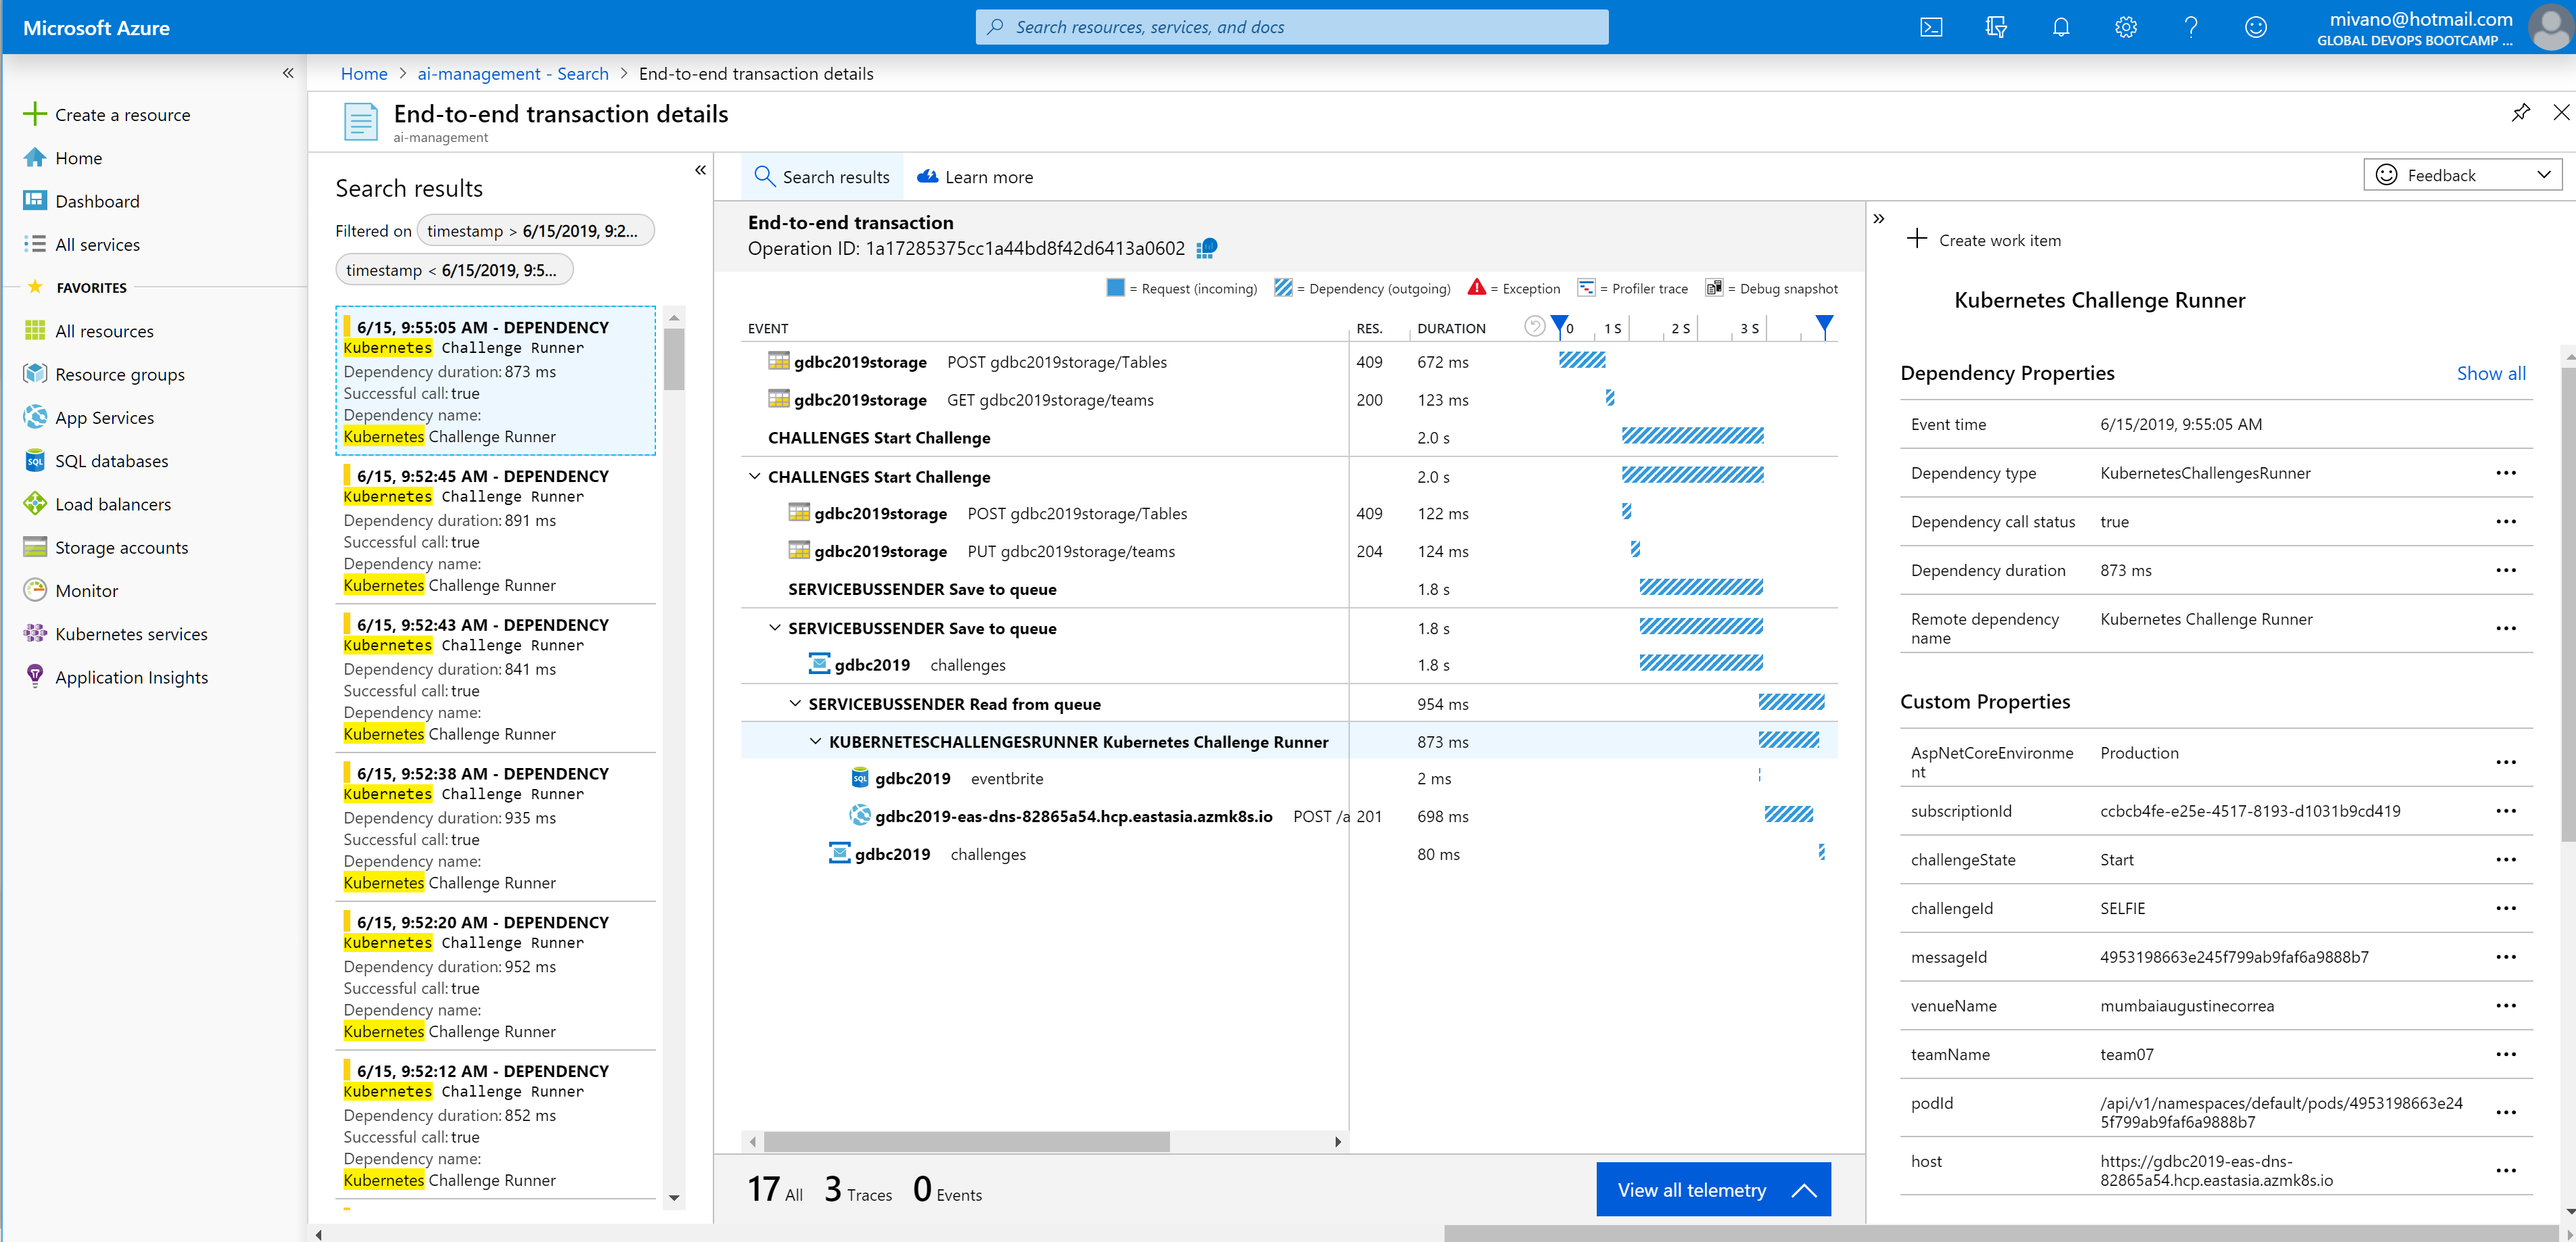 Microsoft Azure
Search resources, services, and docs
mivano@hotmail.com
GLOBAL DEVOPS BOOTCAMP ...
Create a resource
Home
Dashboard
All services
FAVORITES
All resources
Resource groups
App Services
SQL databases
Load balancers
Storage accounts
Monitor
Kubernetes services
Application Insights
Home > ai-management - Search > End-to-end transaction details
End-to-end transaction details
ai-management
Search results
Filtered on timestamp > 6/15/2019, 9:2...
timestamp < 6/15/2019, 9:5...
6/15, 9:55:05 AM - DEPENDENCY
Kubernetes Challenge Runner
Dependency duration: 873 ms
Successful call: true
Dependency name:
Kubernetes Challenge Runner
6/15, 9:52:45 AM - DEPENDENCY
Kubernetes Challenge Runner
Dependency duration: 891 ms
Successful call: true
Dependency name:
Kubernetes Challenge Runner
6/15, 9:52:43 AM - DEPENDENCY
Kubernetes Challenge Runner
Dependency duration: 841 ms
Successful call: true
Dependency name:
Kubernetes Challenge Runner
6/15, 9:52:38 AM - DEPENDENCY
Kubernetes Challenge Runner
Dependency duration: 935 ms
Successful call: true
Dependency name:
Kubernetes Challenge Runner
6/15, 9:52:20 AM - DEPENDENCY
Kubernetes Challenge Runner
Dependency duration: 952 ms
Successful call: true
Dependency name:
Kubernetes Challenge Runner
6/15, 9:52:12 AM - DEPENDENCY
Kubernetes Challenge Runner
Dependency duration: 852 ms
Successful call: true
Dependency name:
Kubernetes Challenge Runner
Search results Learn more
Feedback
End-to-end transaction
Operation ID: 1a17285375cc1a44bd8f42d6413a0602
= Request (incoming) = Dependency (outgoing) = Exception = Profiler trace = Debug snapshot
EVENT RES. DURATION 0 1 S 2 S 3 S
gdbc2019storage POST gdbc2019storage/Tables 409 672 ms
gdbc2019storage GET gdbc2019storage/teams 200 123 ms
CHALLENGES Start Challenge 2.0 s
CHALLENGES Start Challenge 2.0 s
gdbc2019storage POST gdbc2019storage/Tables 409 122 ms
gdbc2019storage PUT gdbc2019storage/teams 204 124 ms
SERVICEBUSSENDER Save to queue 1.8 s
SERVICEBUSSENDER Save to queue 1.8 s
gdbc2019 challenges 1.8 s
SERVICEBUSSENDER Read from queue 954 ms
KUBERNETESCHALLENGESRUNNER Kubernetes Challenge Runner 873 ms
SQL gdbc2019 eventbrite 2 ms
gdbc2019-eas-dns-82865a54.hcp.eastasia.azmk8s.io POST /a 201 698 ms
gdbc2019 challenges 80 ms
17 All 3 Traces 0 Events
View all telemetry
Create work item
Kubernetes Challenge Runner
Dependency Properties Show all
Event time 6/15/2019, 9:55:05 AM
Dependency type KubernetesChallengesRunner
Dependency call status true
Dependency duration 873 ms
Remote dependency Kubernetes Challenge Runner
name
Custom Properties
AspNetCoreEnvironme Production
nt
subscriptionId ccbcb4fe-e25e-4517-8193-d1031b9cd419
challengeState Start
challengeId SELFIE
messageId 4953198663e245f799ab9faf6a9888b7
venueName mumbaiaugustinecorrea
teamName team07
podId /api/v1/namespaces/default/pods/4953198663e24
5f799ab9faf6a9888b7
host https://gdbc2019-eas-dns-
82865a54.hcp.eastasia.azmk8s.io